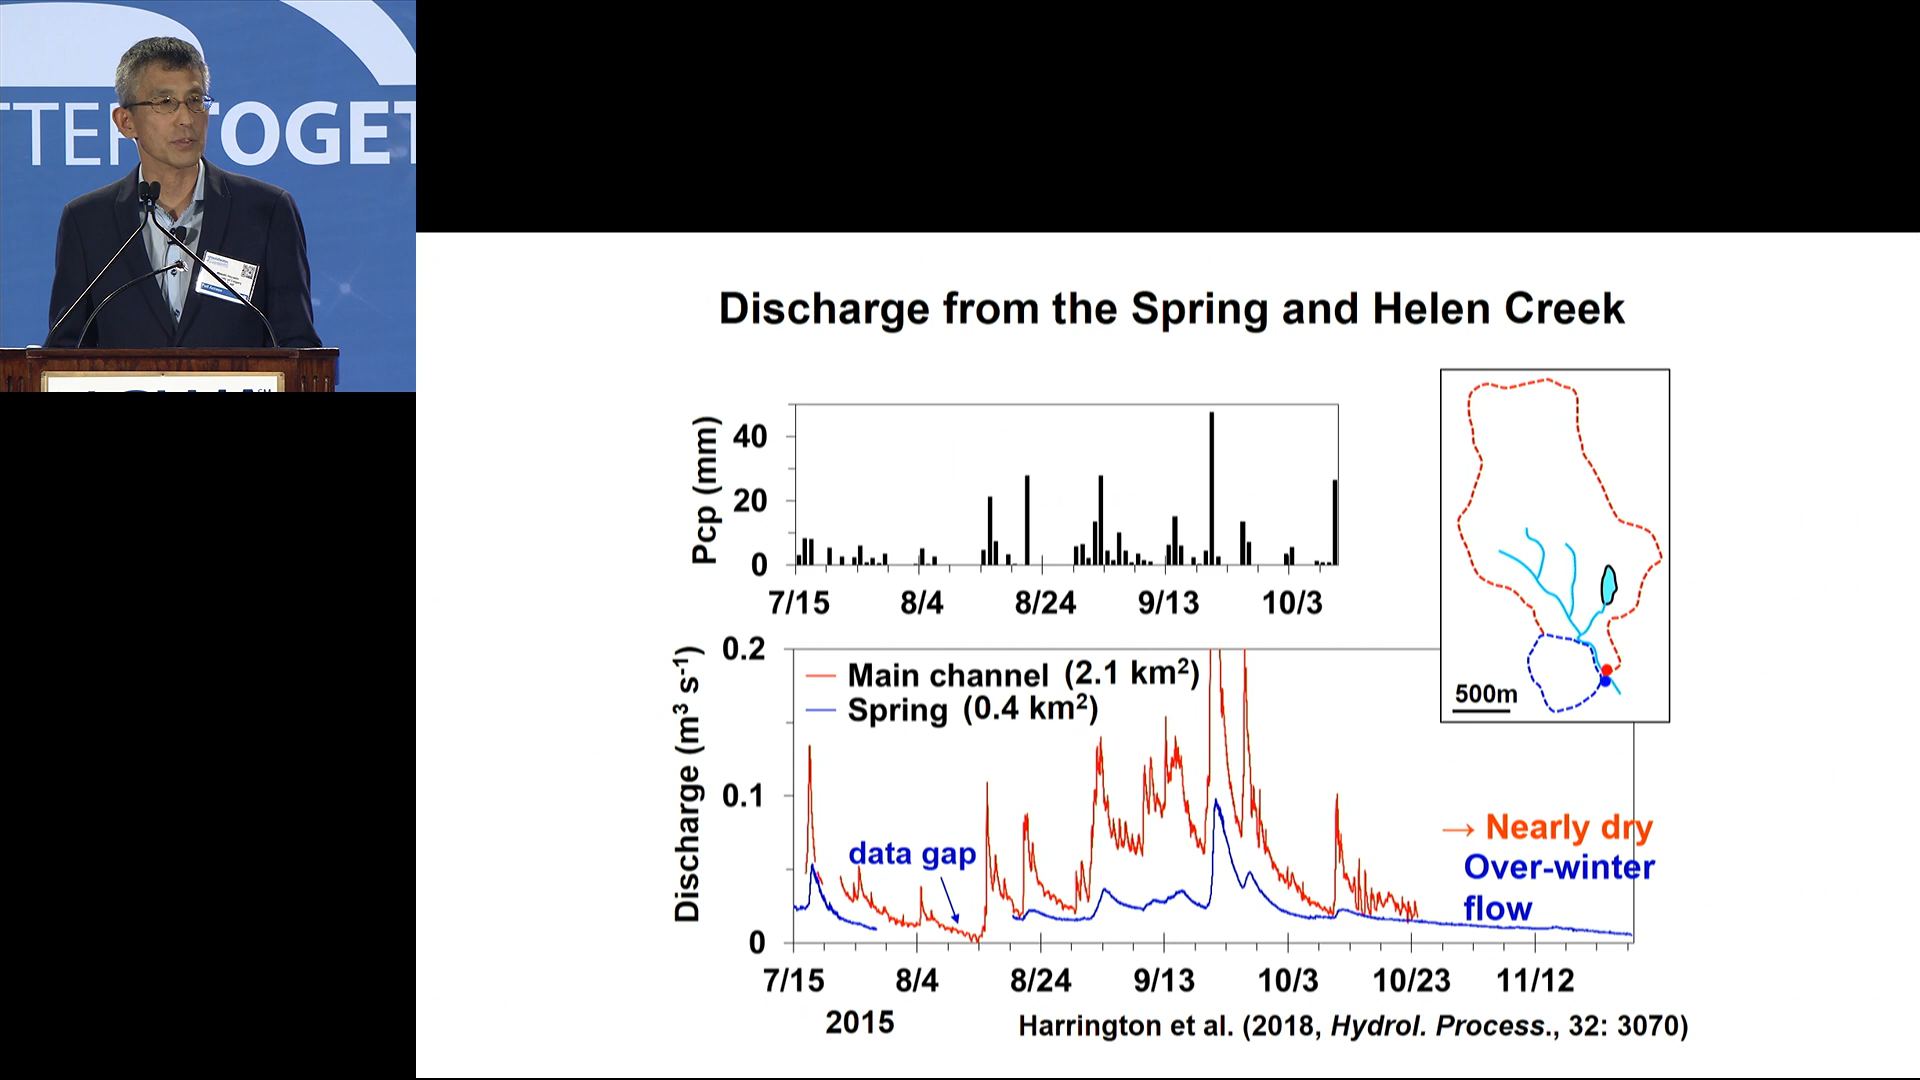 TTER TOGET
Discharge from the Spring and Helen Creek
Pcp (mm)
40
20
0
7/15 8/4 8/24 9/13 10/3
500m
Discharge (m³ s⁻¹)
0.2
0.1
0
Main channel (2.1 km²)
Spring (0.4 km²)
data gap
→ Nearly dry
Over-winter
flow
7/15 8/4 8/24 9/13 10/3 10/23 11/12
2015
Harrington et al. (2018, Hydrol. Process., 32: 3070)